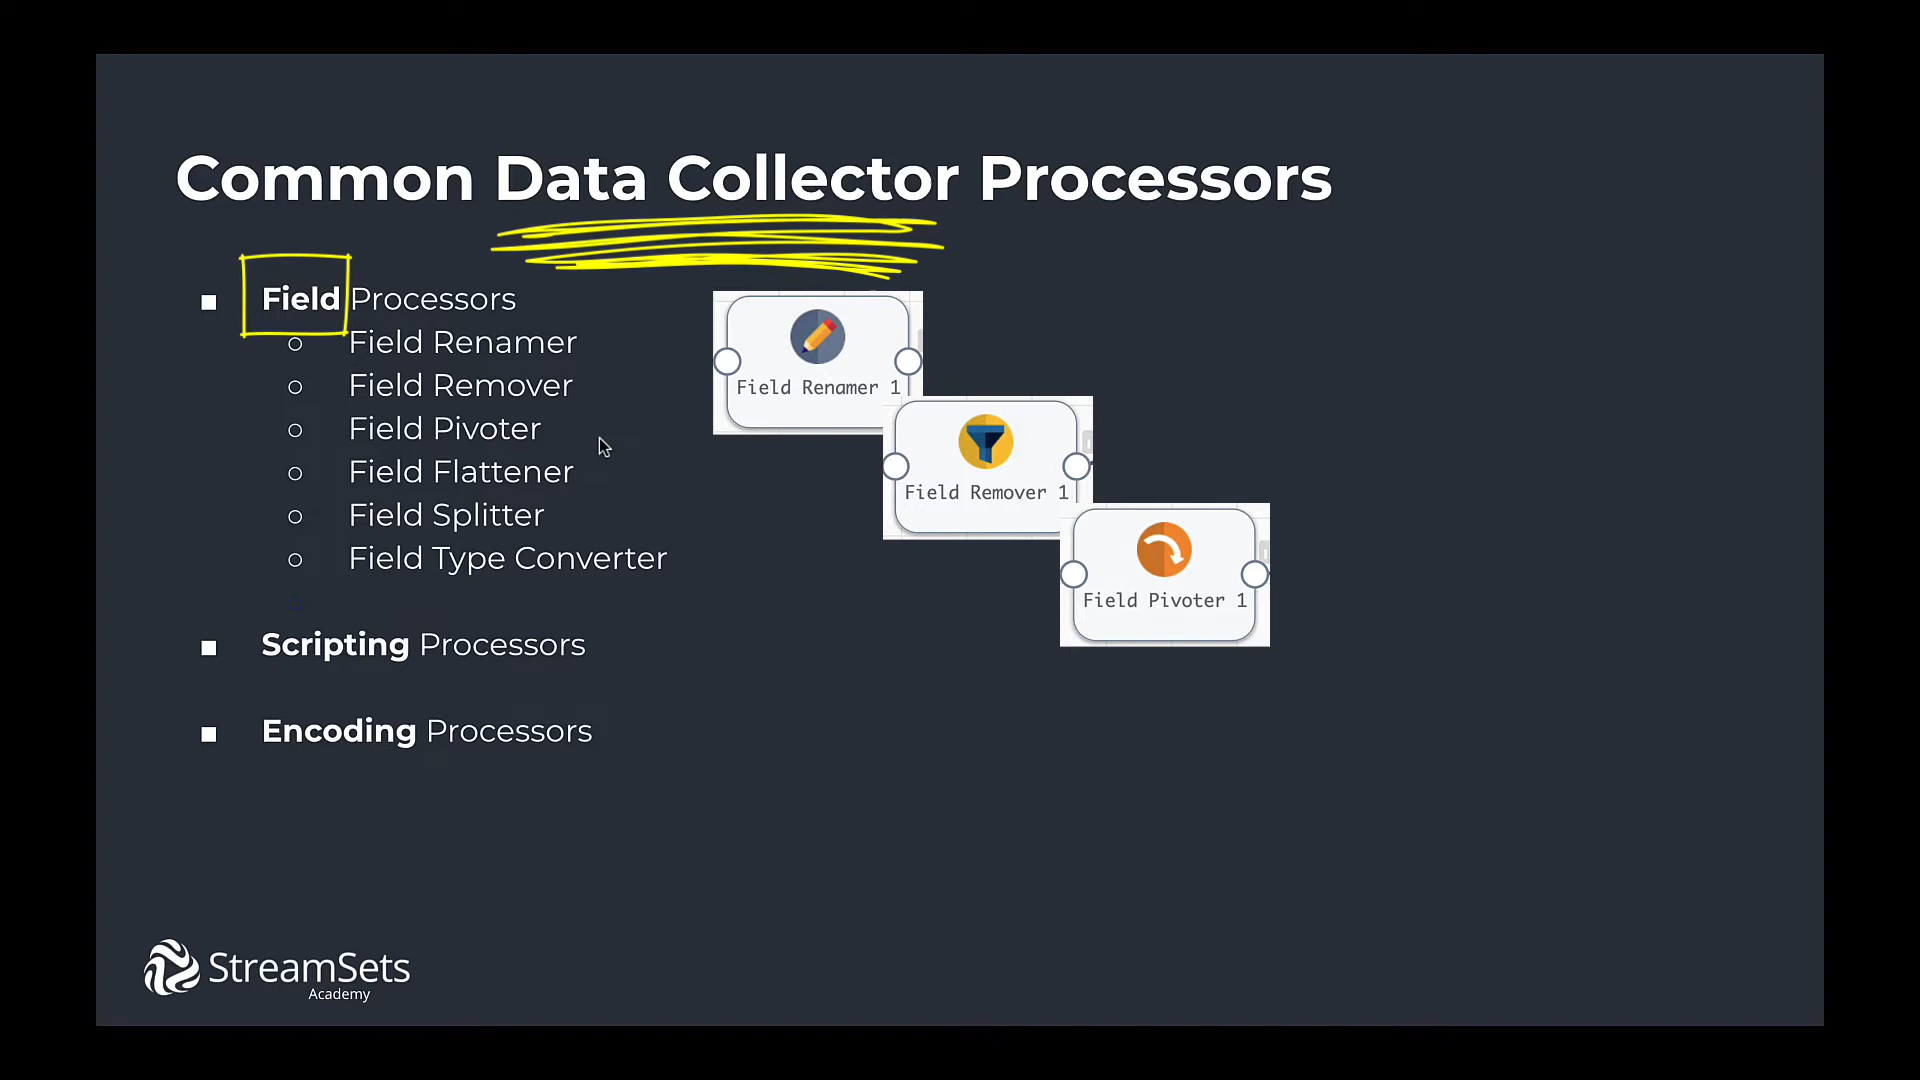 Common Data Collector Processors
Field Processors
Field Renamer
Field Remover
Field Pivoter
Field Flattener
Field Splitter
Field Type Converter
Scripting Processors
Encoding Processors
Field Renamer 1
Field Remover 1
Field Pivoter 1
StreamSets
Academy